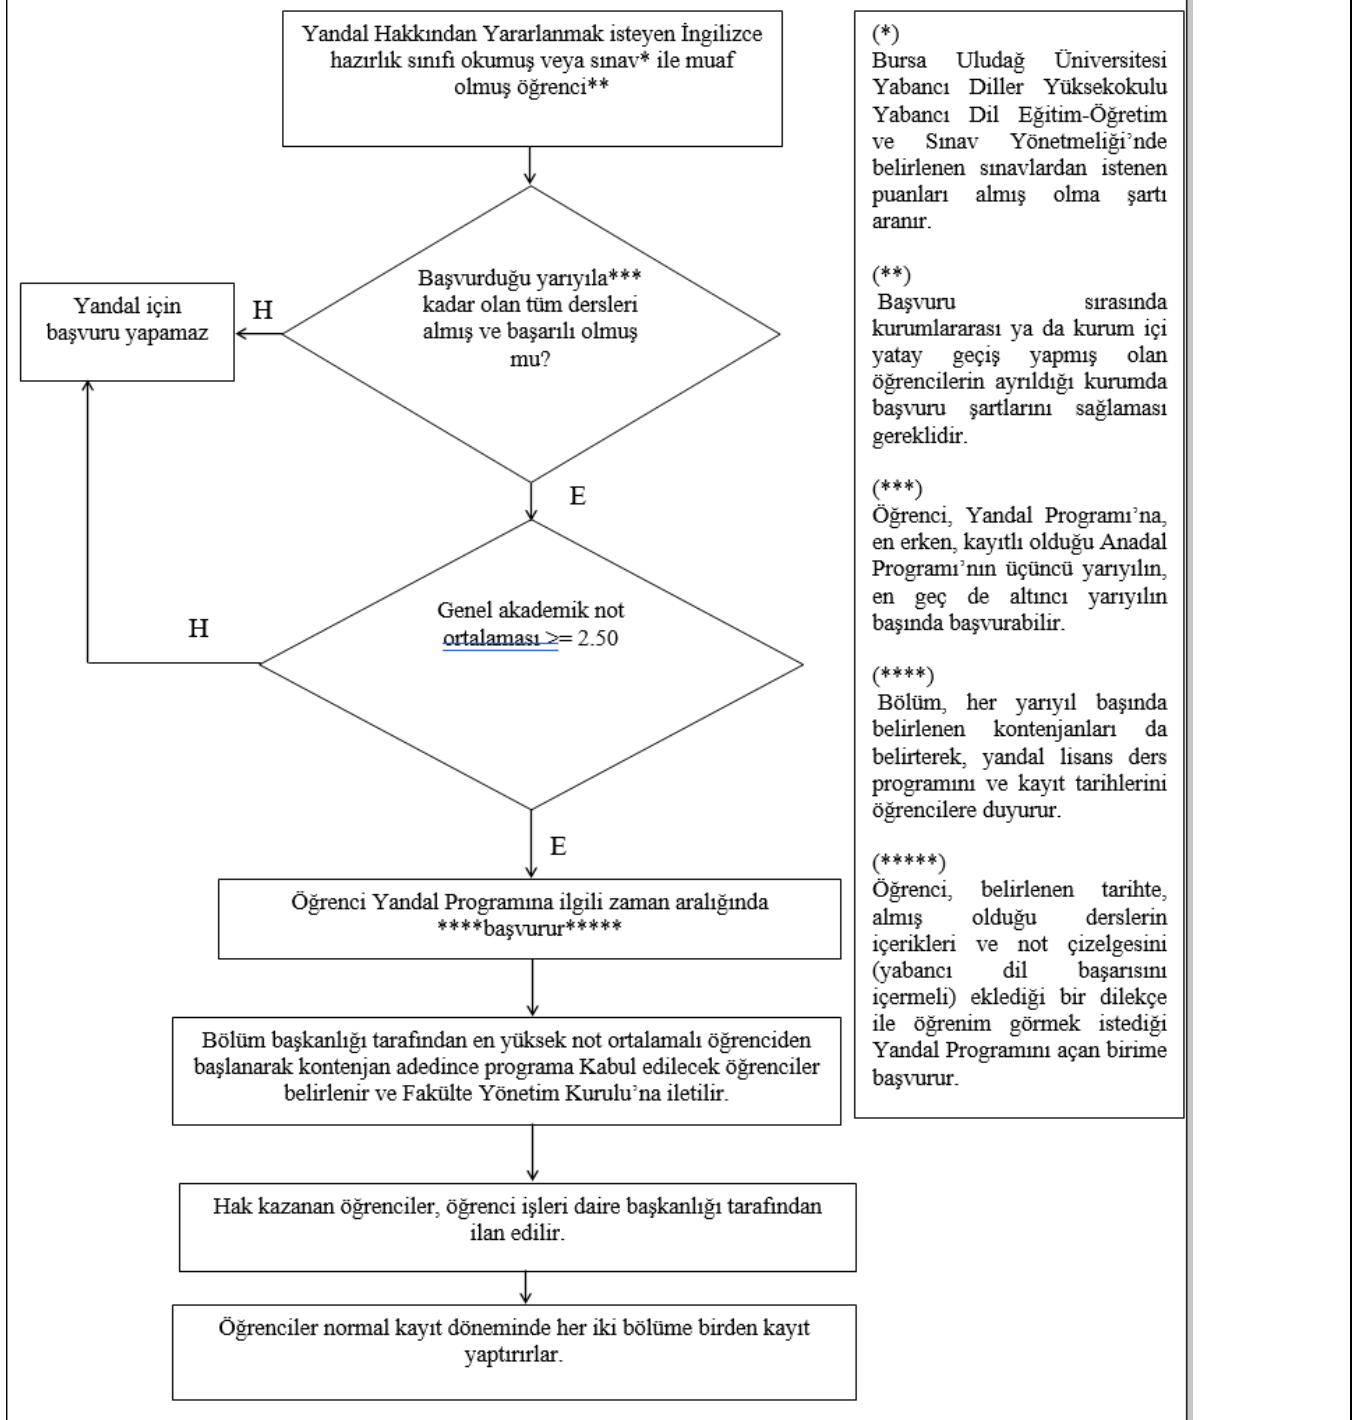 Yandal Hakkından Yararlanmak isteyen İngilizce
hazırlık sınıfı okumuş veya sınav* ile muaf
olmuş öğrenci**
Başvurduğu yarıyıla***
kadar olan tüm dersleri
almış ve başarılı olmuş
mu?
H
Yandal için
başvuru yapamaz
E
Genel akademik not
ortalaması >= 2.50
H
E
Öğrenci Yandal Programına ilgili zaman aralığında
****başvurur*****
Bölüm başkanlığı tarafından en yüksek not ortalamalı öğrenciden
başlanarak kontenjan adedince programa Kabul edilecek öğrenciler
belirlenir ve Fakülte Yönetim Kurulu’na iletilir.
Hak kazanan öğrenciler, öğrenci işleri daire başkanlığı tarafından
ilan edilir.
Öğrenciler normal kayıt döneminde her iki bölüme birden kayıt
yaptırırlar.
(*)
Bursa Uludağ Üniversitesi
Yabancı Diller Yüksekokulu
Yabancı Dil Eğitim-Öğretim
ve Sınav Yönetmeliği’nde
belirlenen sınavlardan istenen
puanları almış olma şartı
aranır.
(**)
Başvuru sırasında
kurumlararası ya da kurum içi
yatay geçiş yapmış olan
öğrencilerin ayrıldığı kurumda
başvuru şartlarını sağlaması
gereklidir.
(***)
Öğrenci, Yandal Programı’na,
en erken, kayıtlı olduğu Anadal
Programı’nın üçüncü yarıyılın,
en geç de altıncı yarıyılın
başında başvurabilir.
(****)
Bölüm, her yarıyıl başında
belirlenen kontenjanları da
belirterek, yandal lisans ders
programını ve kayıt tarihlerini
öğrencilere duyurur.
(*****)
Öğrenci, belirlenen tarihte,
almış olduğu derslerin
içerikleri ve not çizelgesini
(yabancı dil başarısını
içermeli) eklediği bir dilekçe
ile öğrenim görmek istediği
Yandal Programını açan birime
başvurur.